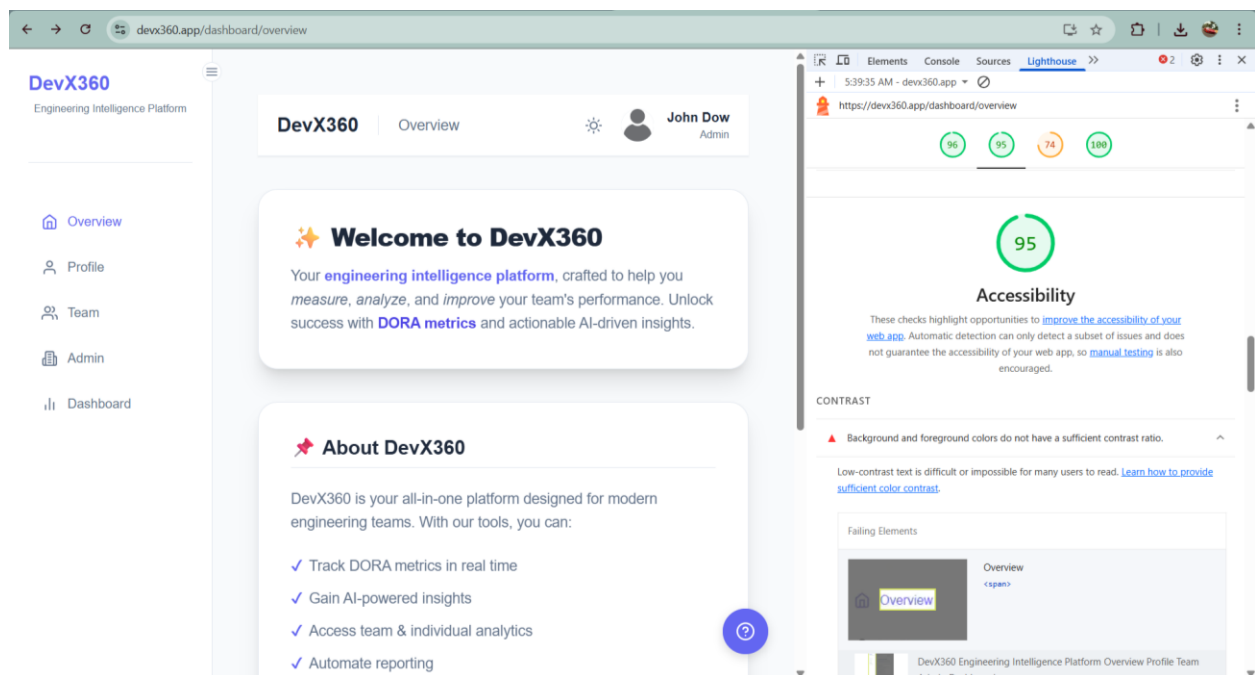 devx360.app/dashboard/overview
DevX360
Engineering Intelligence Platform
Overview
Profile
Team
Admin
Dashboard
DevX360
Overview
John Dow
Admin
✨ Welcome to DevX360
Your engineering intelligence platform, crafted to help you
measure, analyze, and improve your team's performance. Unlock
success with DORA metrics and actionable AI-driven insights.
📌 About DevX360
DevX360 is your all-in-one platform designed for modern
engineering teams. With our tools, you can:
✓ Track DORA metrics in real time
✓ Gain AI-powered insights
✓ Access team & individual analytics
✓ Automate reporting
Elements Console Sources Lighthouse 2
5:39:35 AM - devx360.app
https://devx360.app/dashboard/overview
96 95 74 100
95
Accessibility
These checks highlight opportunities to improve the accessibility of your
web app. Automatic detection can only detect a subset of issues and does
not guarantee the accessibility of your web app, so manual testing is also
encouraged.
CONTRAST
Background and foreground colors do not have a sufficient contrast ratio.
Low-contrast text is difficult or impossible for many users to read. Learn how to provide
sufficient color contrast.
Failing Elements
Overview
Overview
<span>
DevX360 Engineering Intelligence Platform Overview Profile Team